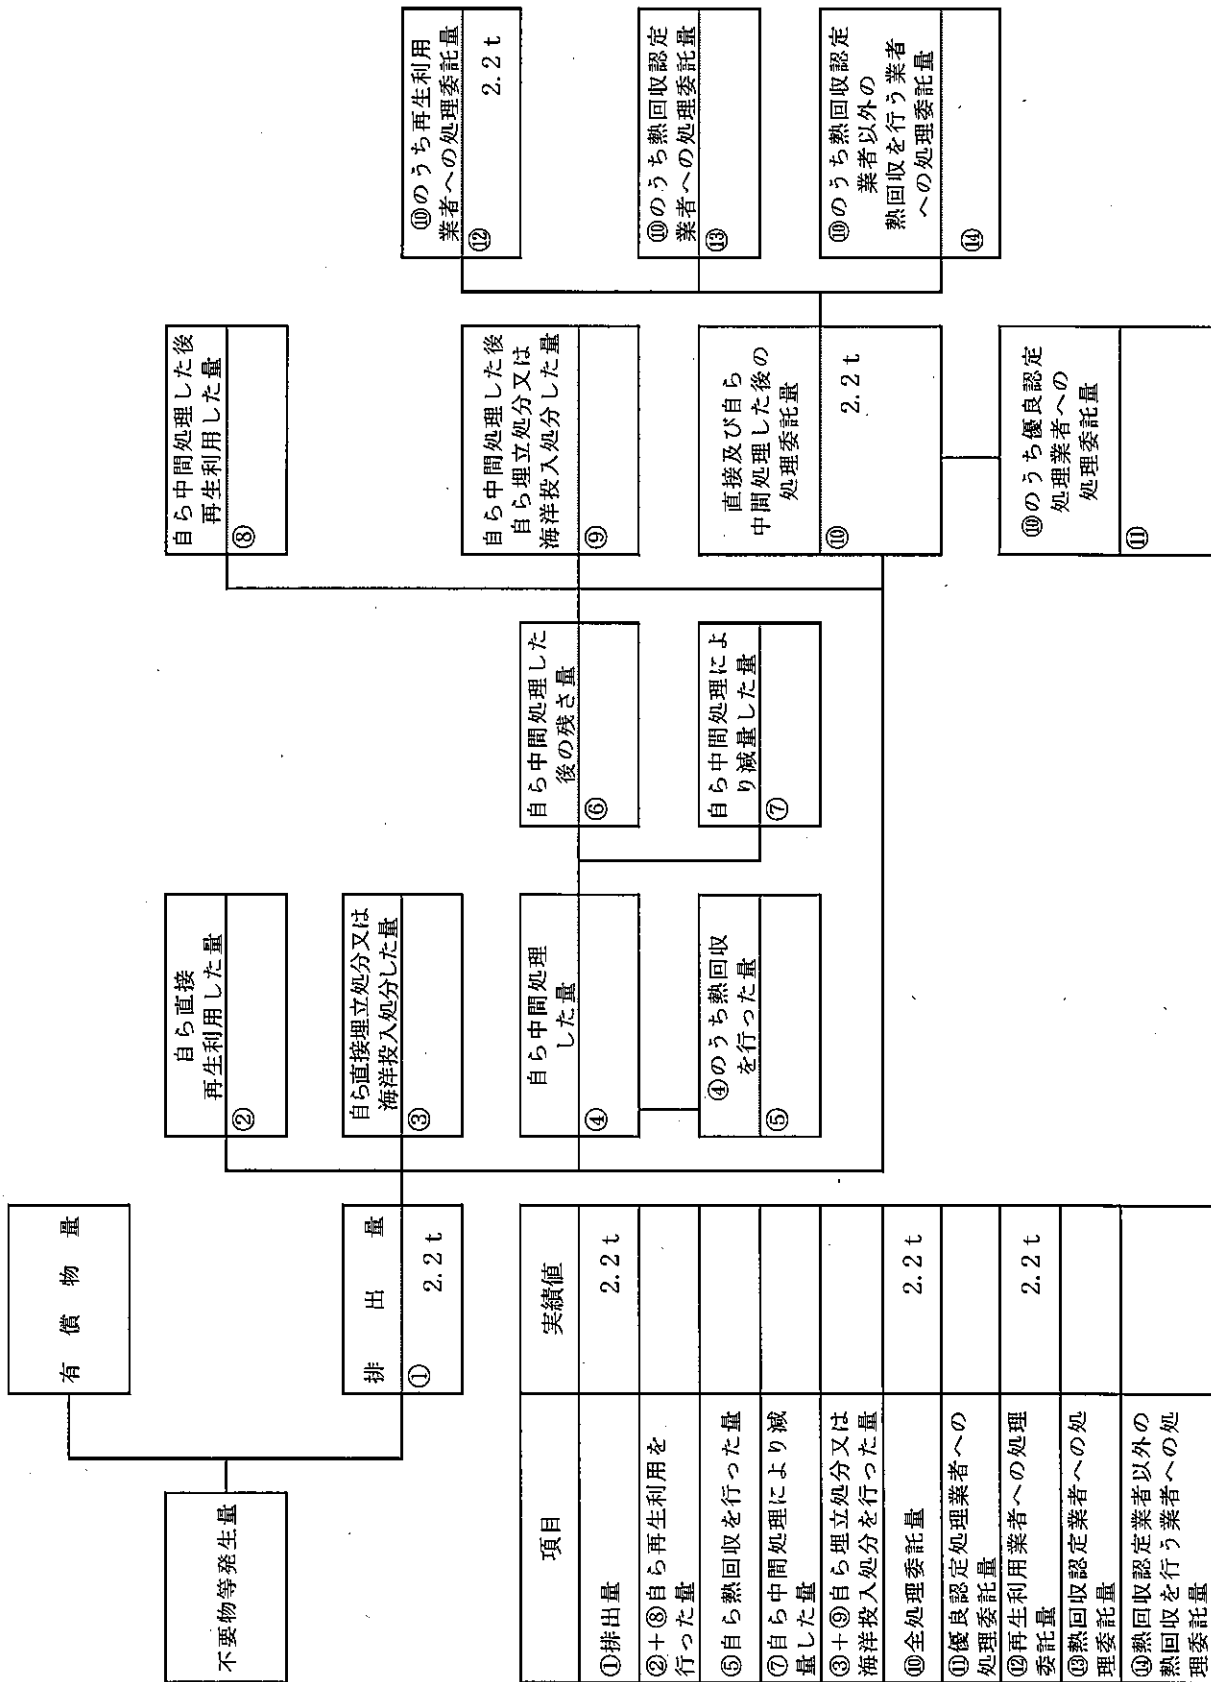 不要物等発生量
有償物量
排出量
①
2.2t
自ら直接
再生利用した量
②
自ら直接埋立処分又は
海洋投入処分した量
③
自ら中間処理
した量
④
④のうち熱回収
を行った量
⑤
自ら中間処理した
後の残さ量
⑥
自ら中間処理によ
り減量した量
⑦
自ら中間処理した後
再生利用した量
⑧
自ら中間処理した後
自ら埋立処分又は
海洋投入処分した量
⑨
直接及び自ら
中間処理した後の
処理委託量
⑩
2.2t
⑩のうち優良認定
処理業者への
処理委託量
⑪
⑩のうち再生利用
業者への処理委託量
⑫
2.2t
⑩のうち熱回収認定
業者への処理委託量
⑬
⑩のうち熱回収認定
業者以外の
熱回収を行う業者
への処理委託量
⑭
項目
実績値
①排出量
2.2t
②+⑧自ら再生利用を
行った量
⑤自ら熱回収を行った量
⑦自ら中間処理により減
量した量
③+⑨自ら埋立処分又は
海洋投入処分を行った量
⑩全処理委託量
2.2t
⑪優良認定処理業者への
処理委託量
⑫再生利用業者への処理
委託量
2.2t
⑬熱回収認定業者への処
理委託量
⑭熱回収認定業者以外の
熱回収を行う業者への処
理委託量